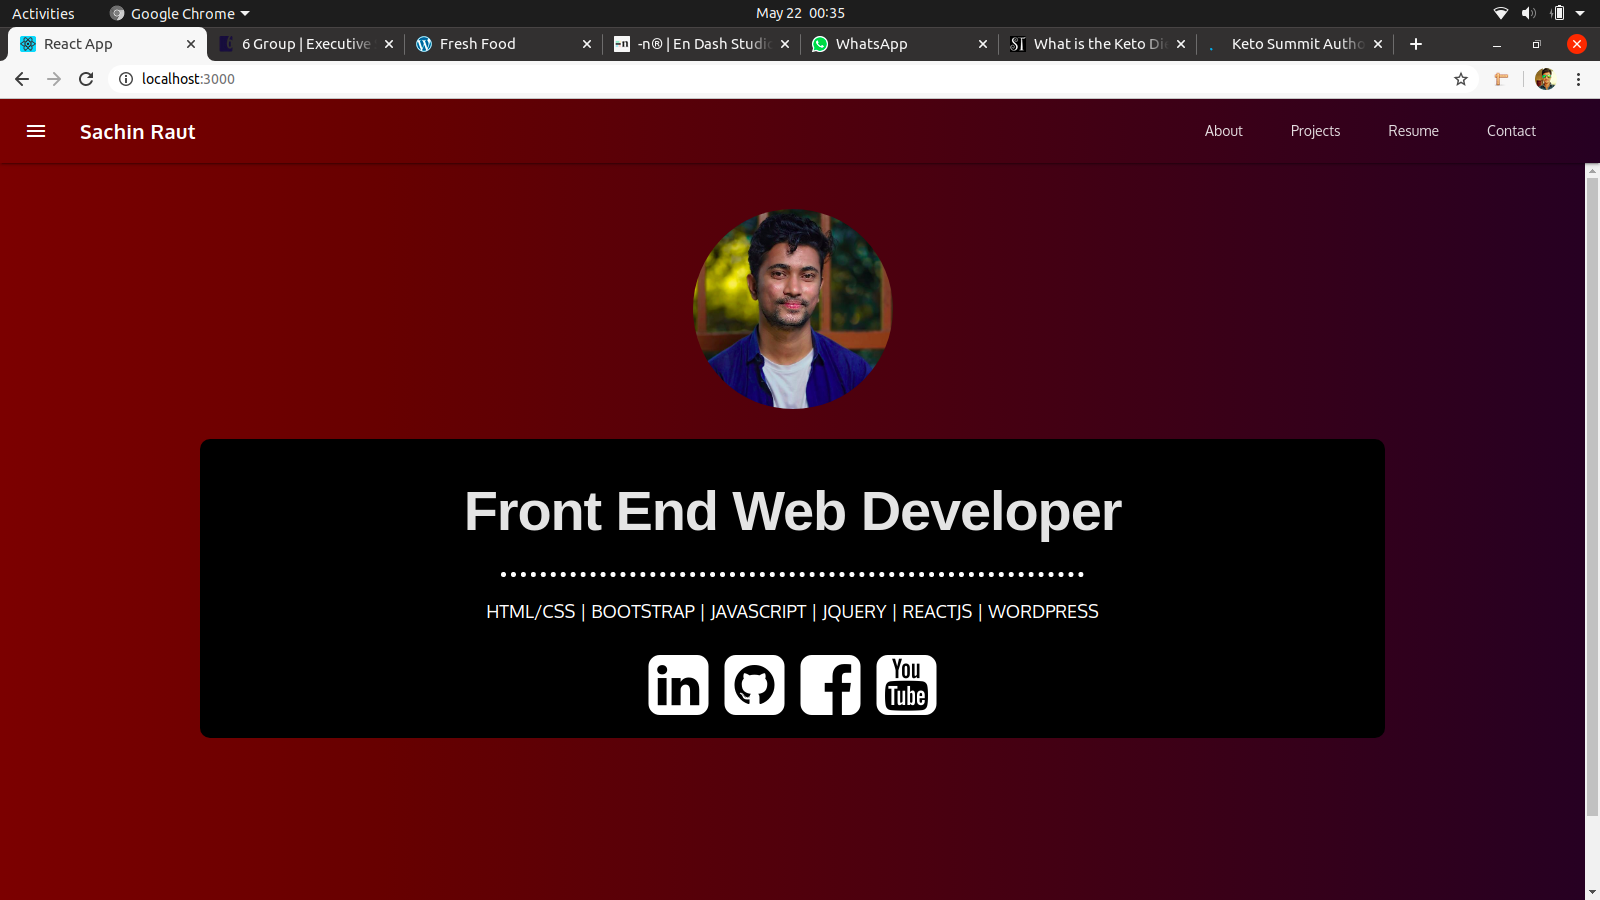 Activities Google Chrome May 22 00:35
React App 6 Group | Executive Fresh Food -n® | En Dash Studi WhatsApp What is the Keto Di Keto Summit Autho
localhost:3000
Sachin Raut About Projects Resume Contact
Front End Web Developer
HTML/CSS | BOOTSTRAP | JAVASCRIPT | JQUERY | REACTJS | WORDPRESS
in You
Tube